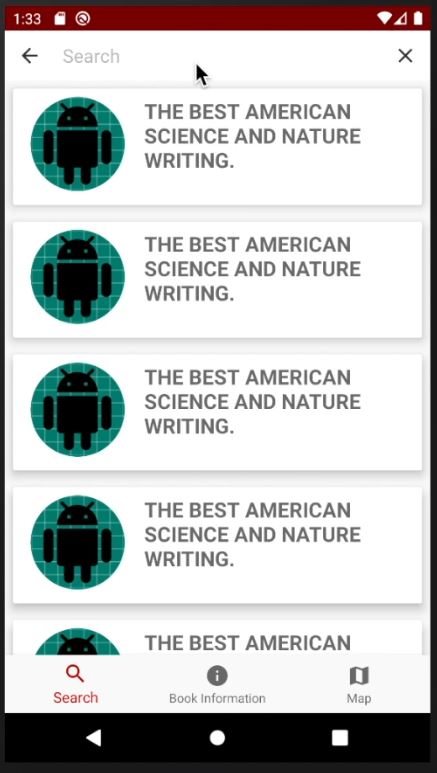 1:33
Search
THE BEST AMERICAN
SCIENCE AND NATURE
WRITING.
THE BEST AMERICAN
SCIENCE AND NATURE
WRITING.
THE BEST AMERICAN
SCIENCE AND NATURE
WRITING.
THE BEST AMERICAN
SCIENCE AND NATURE
WRITING.
THE BEST AMERICAN
Search
Book Information
Map